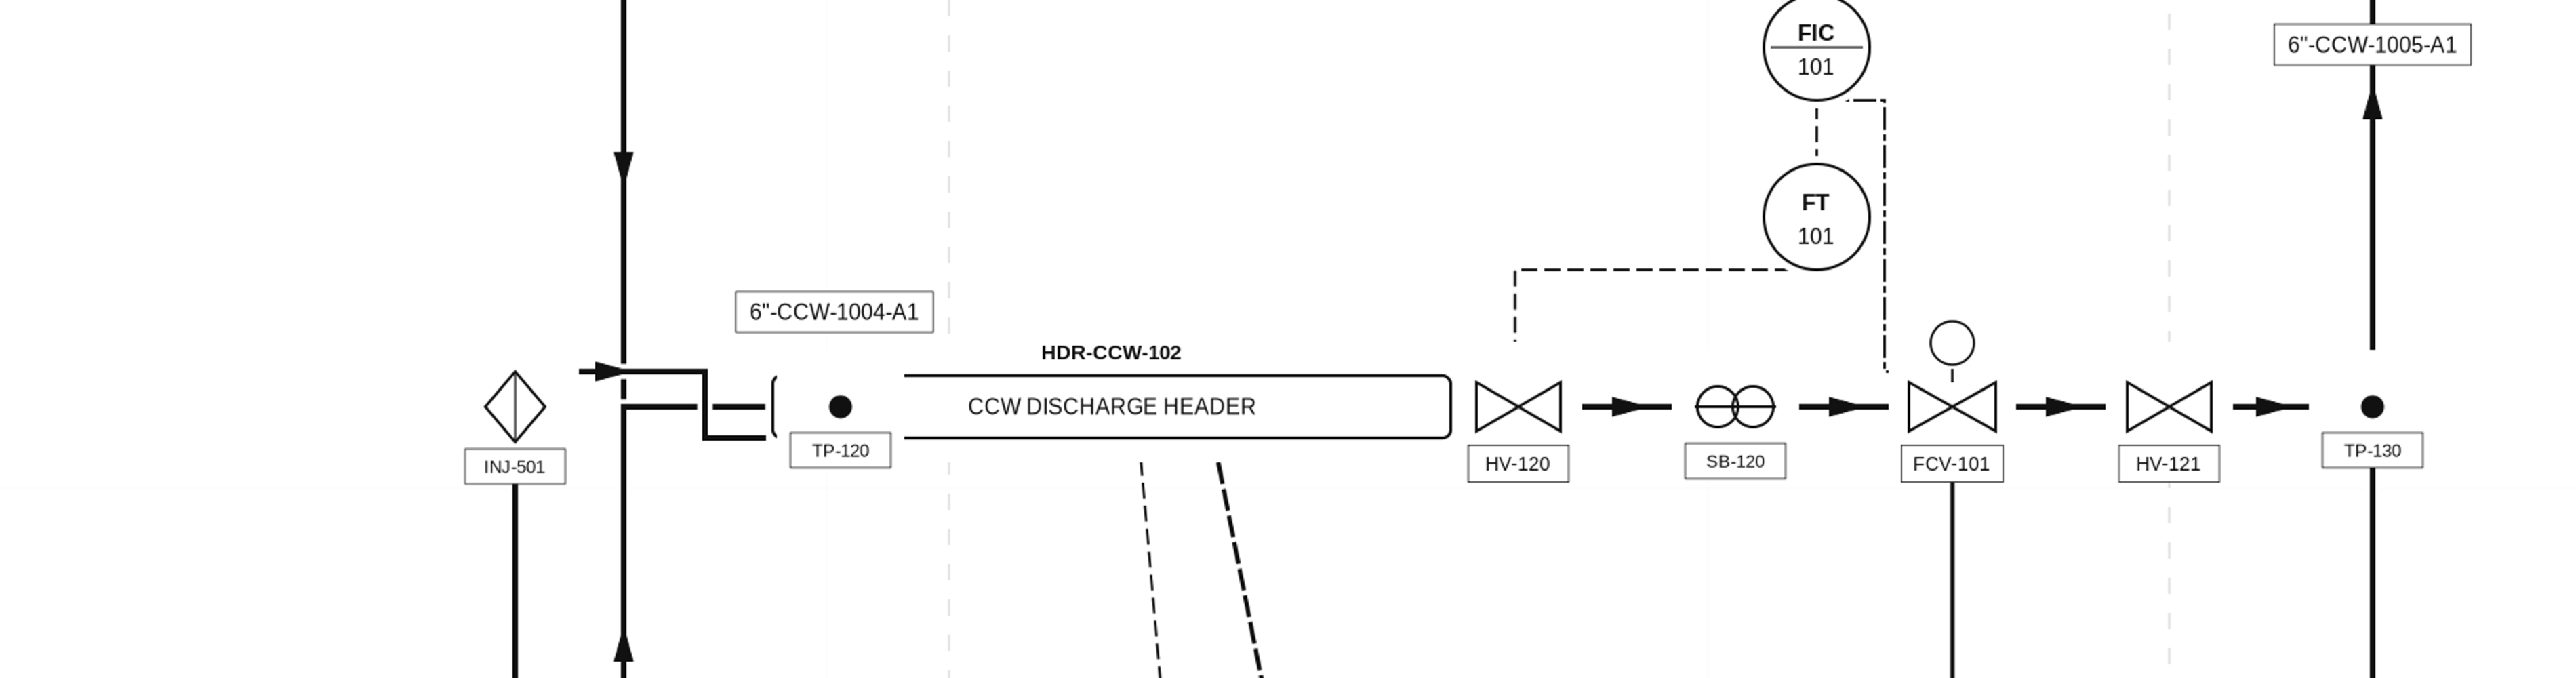 FIC
101
6"-CCW-1005-A1
FT
101
6"-CCW-1004-A1
HDR-CCW-102
CCW DISCHARGE HEADER
INJ-501
TP-120
HV-120
SB-120
FCV-101
HV-121
TP-130